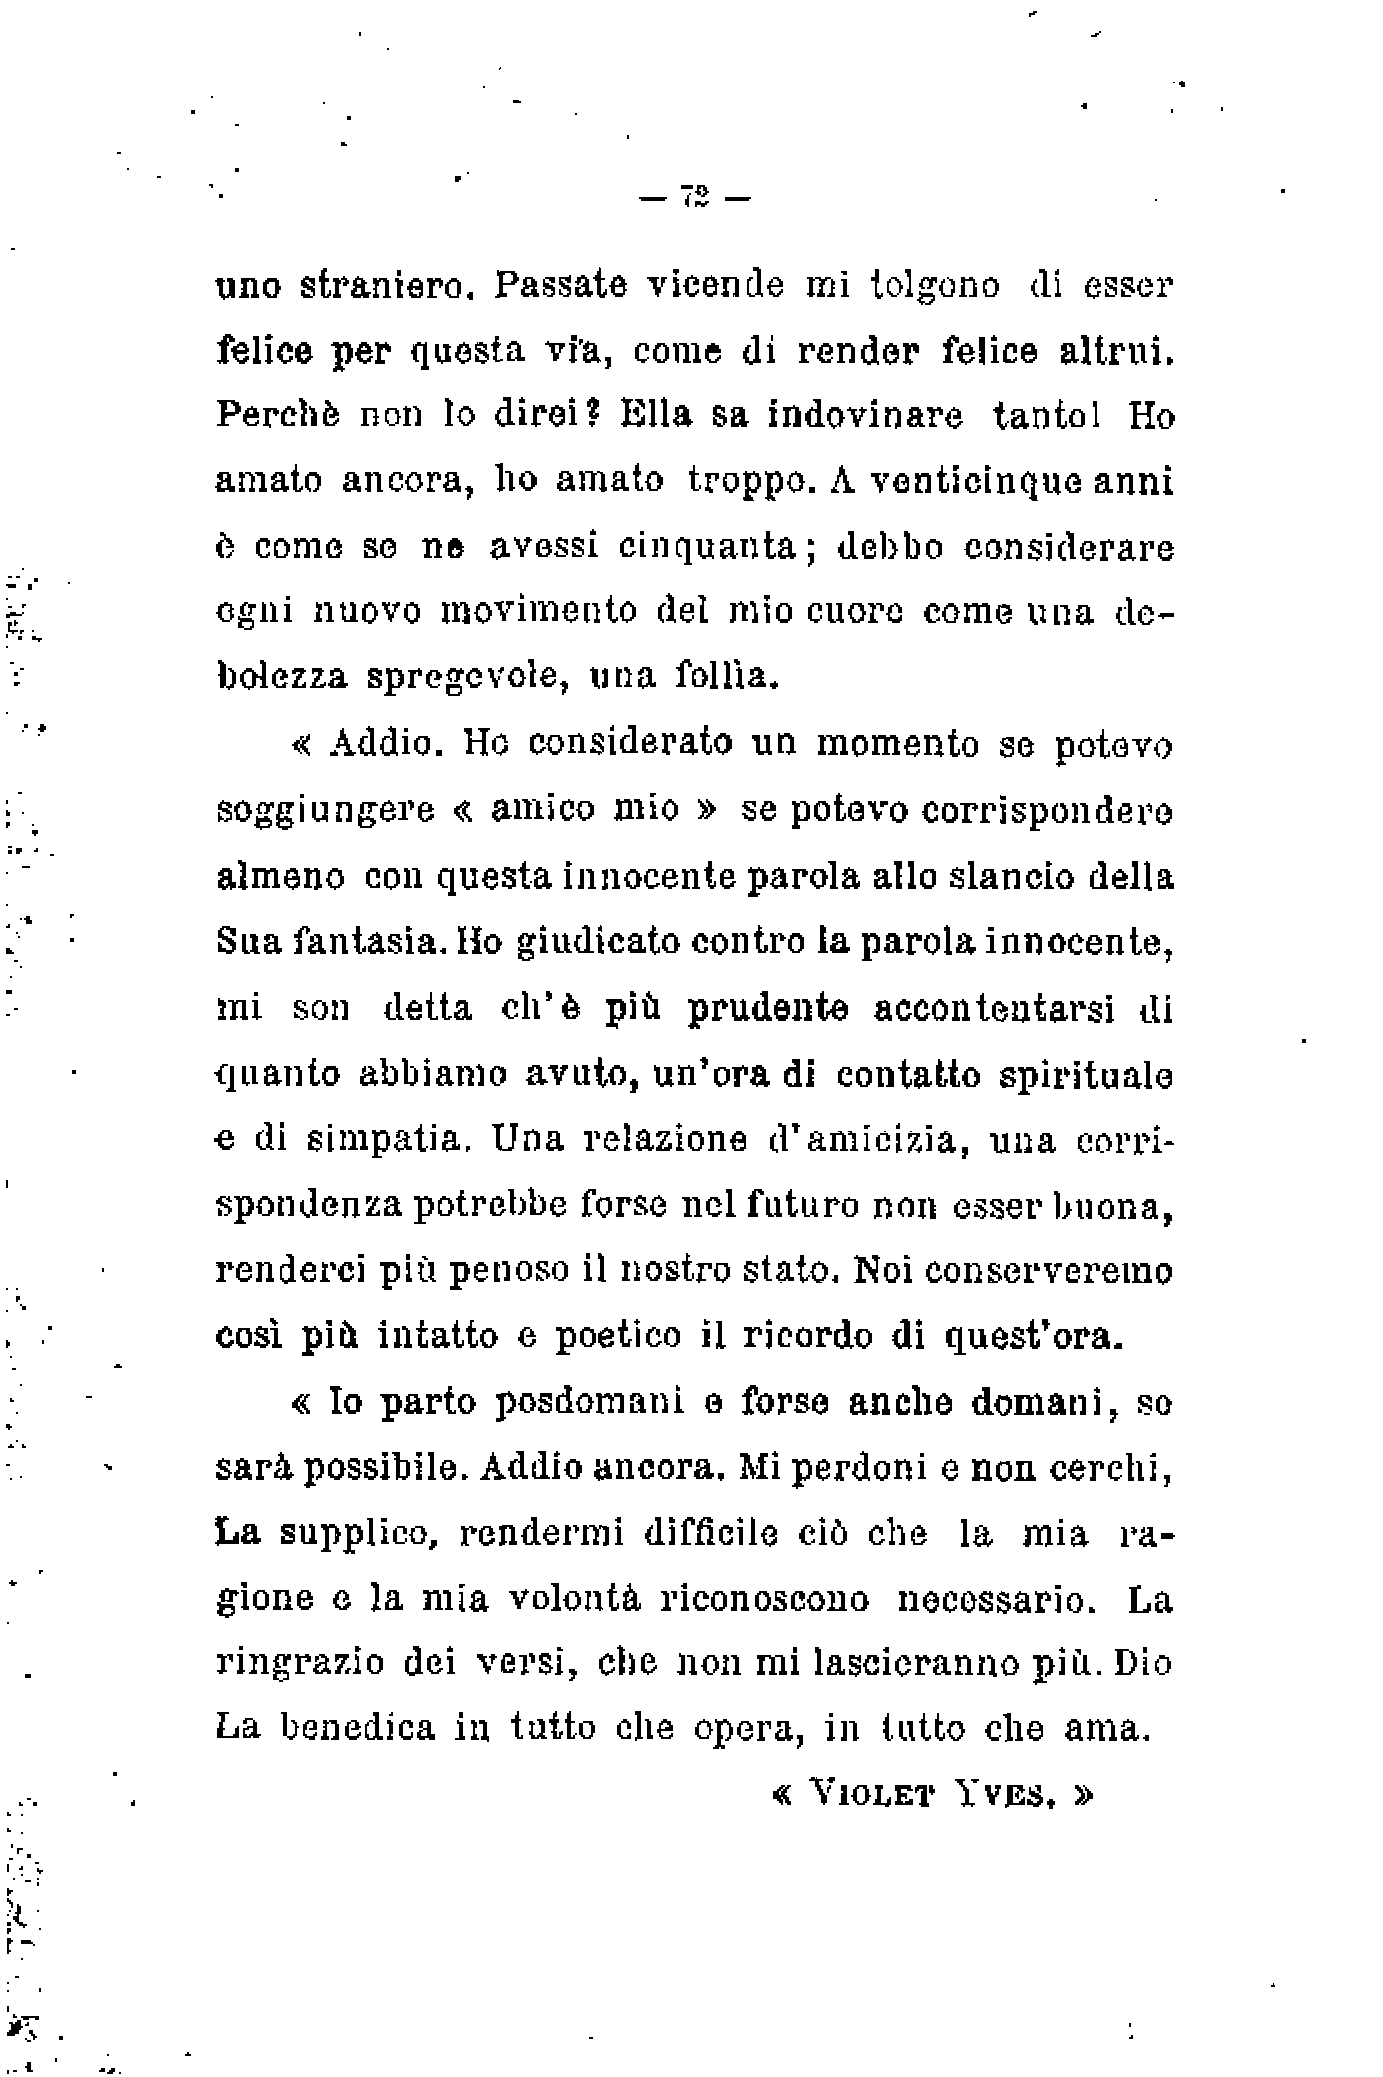 — 72 —
uno straniero. Passate vicende mi tolgono di esser
felice per questa via, come di render felice altrui.
Perchè non lo direi? Ella sa indovinare tanto! Ho
amato ancora, ho amato troppo. A venticinque anni
è come se ne avessi cinquanta; debbo considerare
ogni nuovo movimento del mio cuore come una de-
bolezza spregevole, una follìa.
« Addio. Ho considerato un momento se potevo
soggiungere « amico mio » se potevo corrispondere
almeno con questa innocente parola allo slancio della
Sua fantasia. Ho giudicato contro la parola innocente,
mi son detta ch'è più prudente accontentarsi di
quanto abbiamo avuto, un'ora di contatto spirituale
e di simpatia. Una relazione d'amicizia, una corri-
spondenza potrebbe forse nel futuro non esser buona,
renderci più penoso il nostro stato. Noi conserveremo
così più intatto e poetico il ricordo di quest'ora.
« Io parto posdomani e forse anche domani, se
sarà possibile. Addio ancora. Mi perdoni e non cerchi,
La supplico, rendermi difficile ciò che la mia ra-
gione e la mia volontà riconoscono necessario. La
ringrazio dei versi, che non mi lascieranno più. Dio
La benedica in tutto che opera, in tutto che ama.
« VIOLET YVES. »